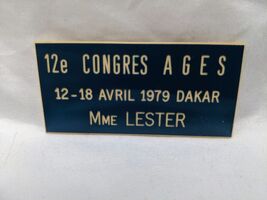 12e CONGRES A G E S
12-18 AVRIL 1979 DAKAR
MME LESTER